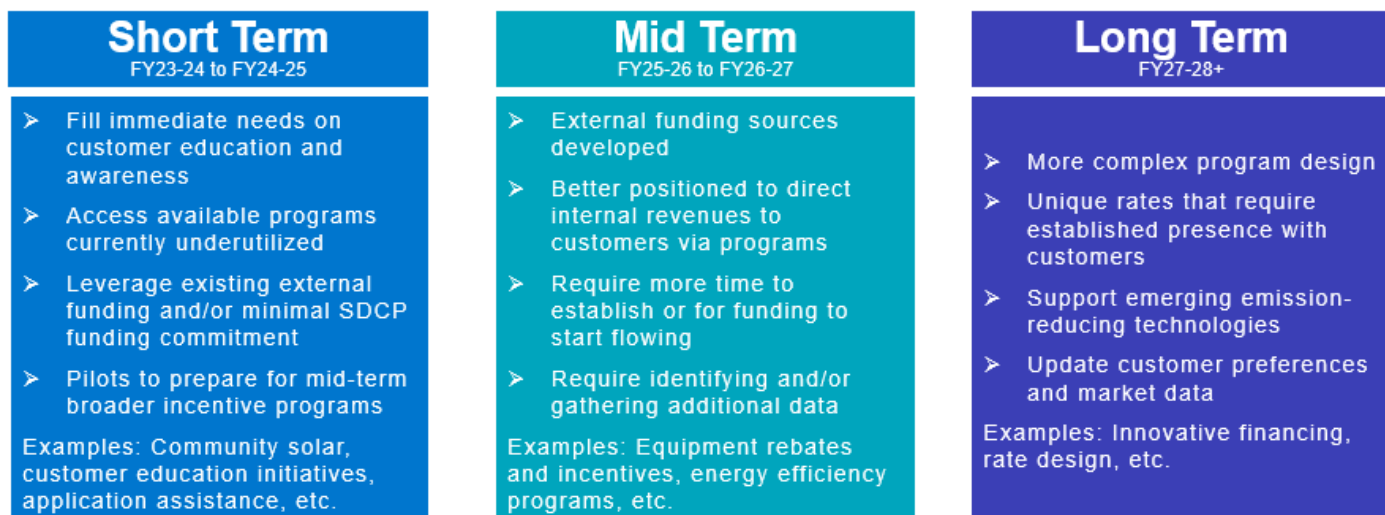 Short Term
FY23-24 to FY24-25
➢ Fill immediate needs on
customer education and
awareness
➢ Access available programs
currently underutilized
➢ Leverage existing external
funding and/or minimal SDCP
funding commitment
➢ Pilots to prepare for mid-term
broader incentive programs
Examples: Community solar,
customer education initiatives,
application assistance, etc.
Mid Term
FY25-26 to FY26-27
➢ External funding sources
developed
➢ Better positioned to direct
internal revenues to
customers via programs
➢ Require more time to
establish or for funding to
start flowing
➢ Require identifying and/or
gathering additional data
Examples: Equipment rebates
and incentives, energy efficiency
programs, etc.
Long Term
FY27-28+
➢ More complex program design
➢ Unique rates that require
established presence with
customers
➢ Support emerging emission-
reducing technologies
➢ Update customer preferences
and market data
Examples: Innovative financing,
rate design, etc.